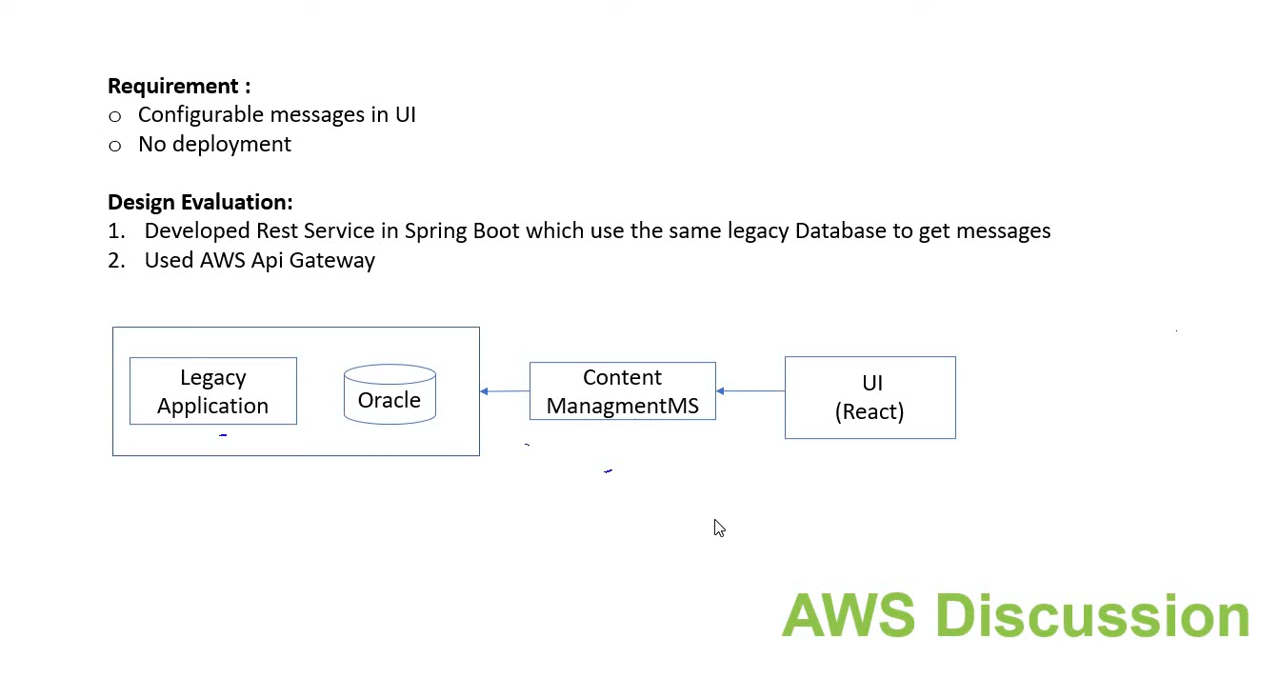 Requirement :
o Configurable messages in UI
o No deployment
Design Evaluation:
1. Developed Rest Service in Spring Boot which use the same legacy Database to get messages
2. Used AWS Api Gateway
Legacy
Application
Oracle
Content
ManagmentMS
UI
(React)
AWS Discussion